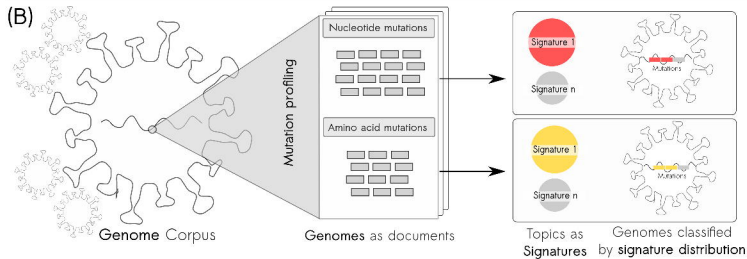 (B)
Mutation profiling
Nucleotide mutations
Amino acid mutations
Signature 1
Signature n
Mutations
Signature 1
Signature n
Mutations
Genome Corpus
Genomes as documents
Topics as
Signatures
Genomes classified
by signature distribution